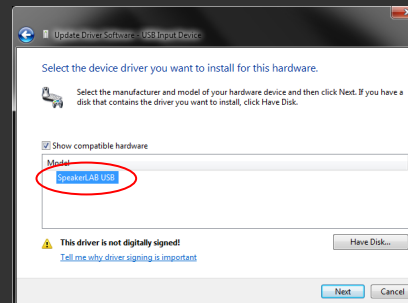 Update Driver Software - USB Input Device
Select the device driver you want to install for this hardware.
Select the manufacturer and model of your hardware device and then click Next. If you have a
disk that contains the driver you want to install, click Have Disk.
Show compatible hardware
Model
SpeakerLAB USB
This driver is not digitally signed!
Have Disk...
Tell me why driver signing is important
Next
Cancel